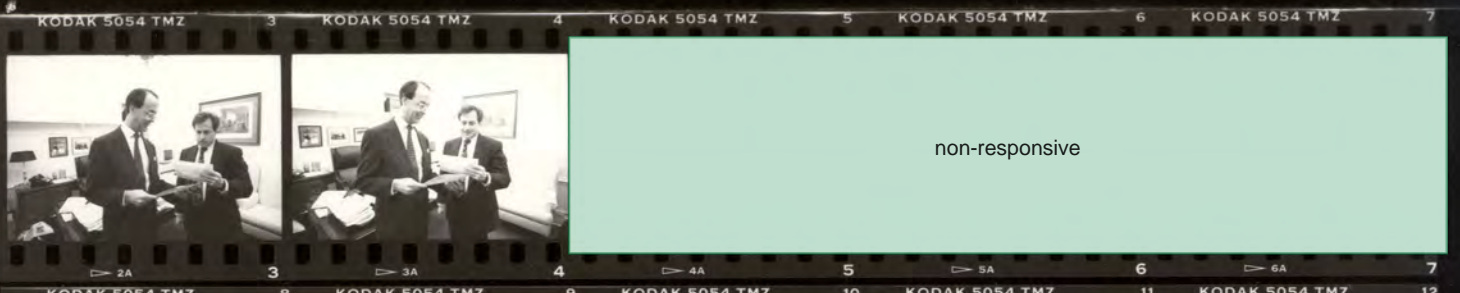 KODAK 5054 TMZ 3 KODAK 5054 TMZ 4 KODAK 5054 TMZ 5 KODAK 5054 TMZ 6 KODAK 5054 TMZ 7
non-responsive
2A 3 3A 4 4A 5 5A 6 6A 7
KODAK 5054 TMZ 8 KODAK 5054 TMZ 9 KODAK 5054 TMZ 10 KODAK 5054 TMZ 11 KODAK 5054 TMZ 12